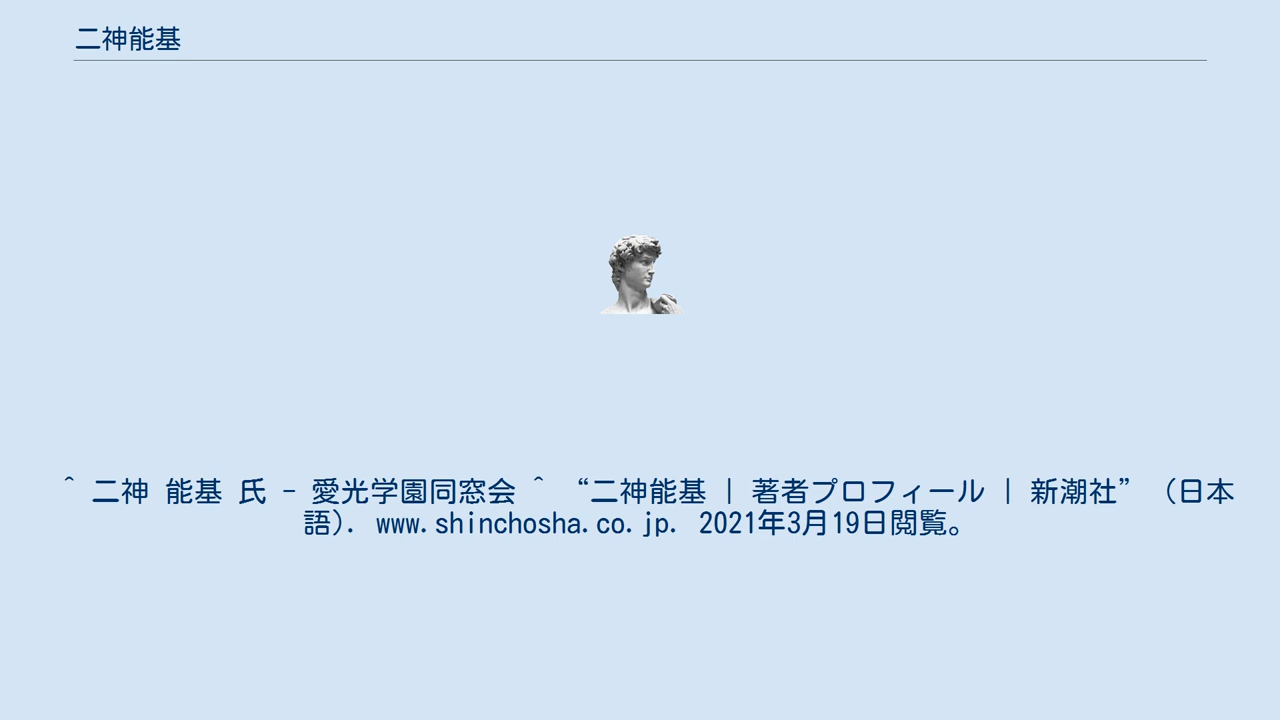 二神能基
^ 二神 能基 氏 - 愛光学園同窓会 ^ “二神能基 | 著者プロフィール | 新潮社” (日本
語). www.shinchosha.co.jp. 2021年3月19日閲覧。